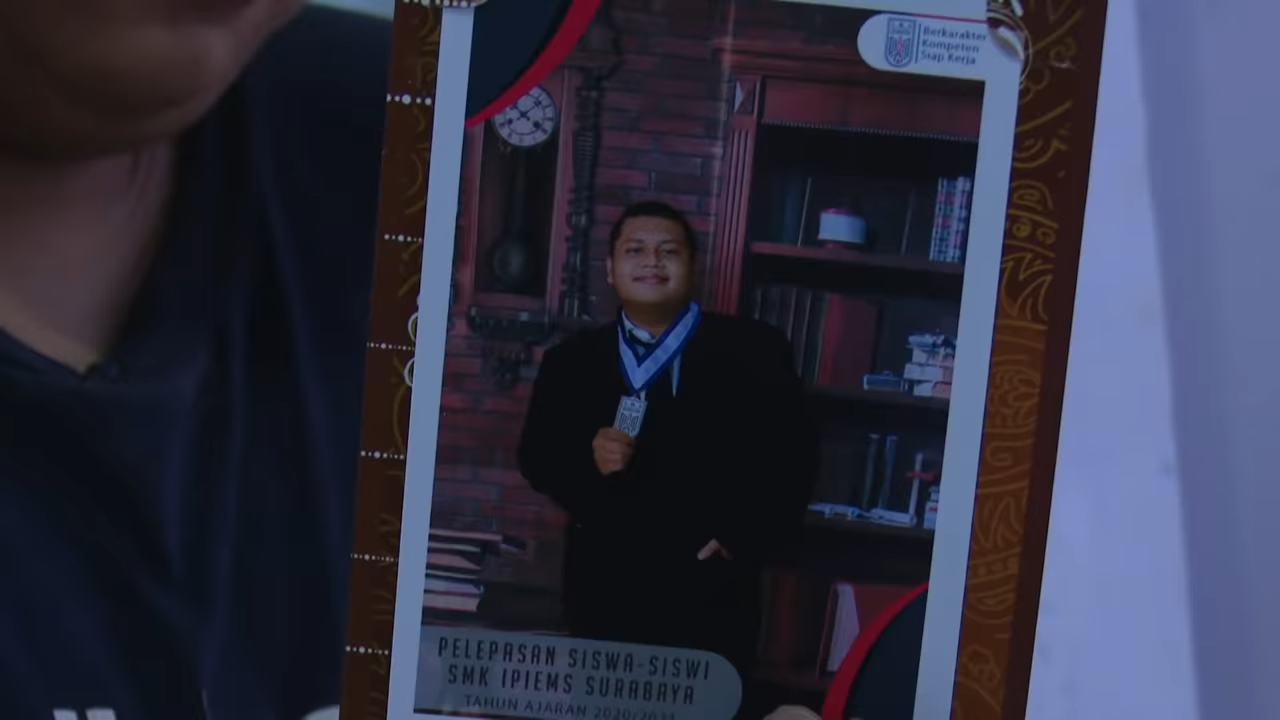 Berkarakter
Kompeten
Siap Kerja
PELEPASAN SISWA-SISWI
SMK IPIEMS SURABAYA
TAHUN AJARAN 2020/2021